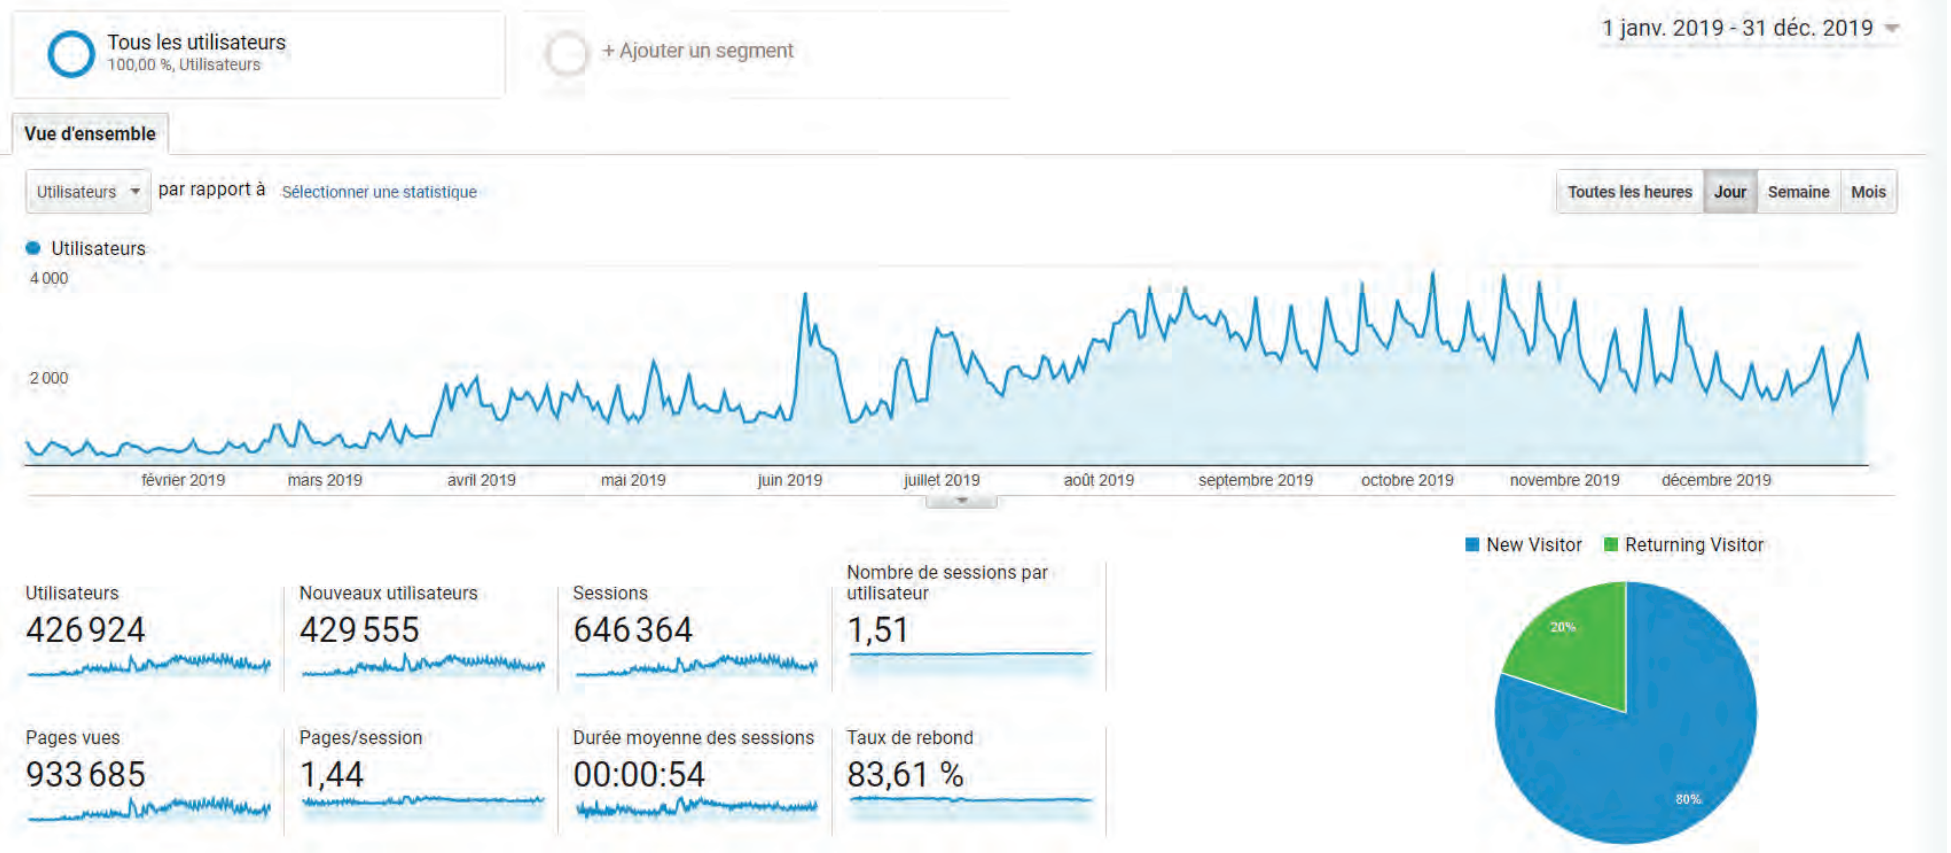 Tous les utilisateurs
100,00 %, Utilisateurs
+ Ajouter un segment
1 janv. 2019 - 31 déc. 2019
Vue d'ensemble
Utilisateurs par rapport à Sélectionner une statistique
Toutes les heures Jour Semaine Mois
Utilisateurs
4 000
2 000
février 2019 mars 2019 avril 2019 mai 2019 juin 2019 juillet 2019 août 2019 septembre 2019 octobre 2019 novembre 2019 décembre 2019
New Visitor Returning Visitor
Utilisateurs
426 924
Nouveaux utilisateurs
429 555
Sessions
646 364
Nombre de sessions par
utilisateur
1,51
Pages vues
933 685
Pages/session
1,44
Durée moyenne des sessions
00:00:54
Taux de rebond
83,61 %
20%
80%